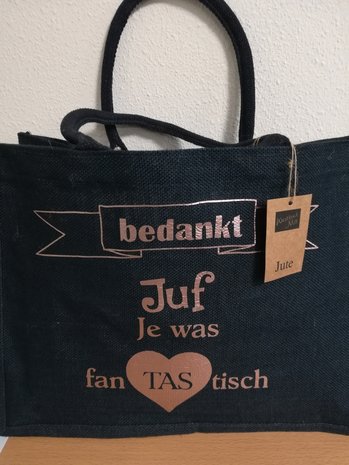 bedankt
Juf
Je was
fan TAS tisch
Jute